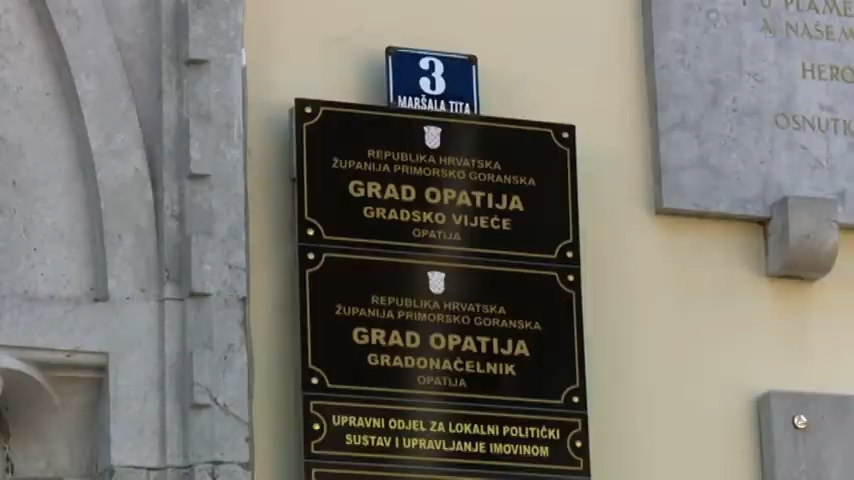 3
MARŠALA TITA
REPUBLIKA HRVATSKA
ŽUPANIJA PRIMORSKO GORANSKA
GRAD OPATIJA
GRADSKO VIJEĆE
OPATIJA
REPUBLIKA HRVATSKA
ŽUPANIJA PRIMORSKO GORANSKA
GRAD OPATIJA
GRADONAČELNIK
OPATIJA
UPRAVNI ODJEL ZA LOKALNI POLITIČKI
SUSTAV I UPRAVLJANJE IMOVINOM
U PLAME
A NAŠEM
HERO
OSNUTK